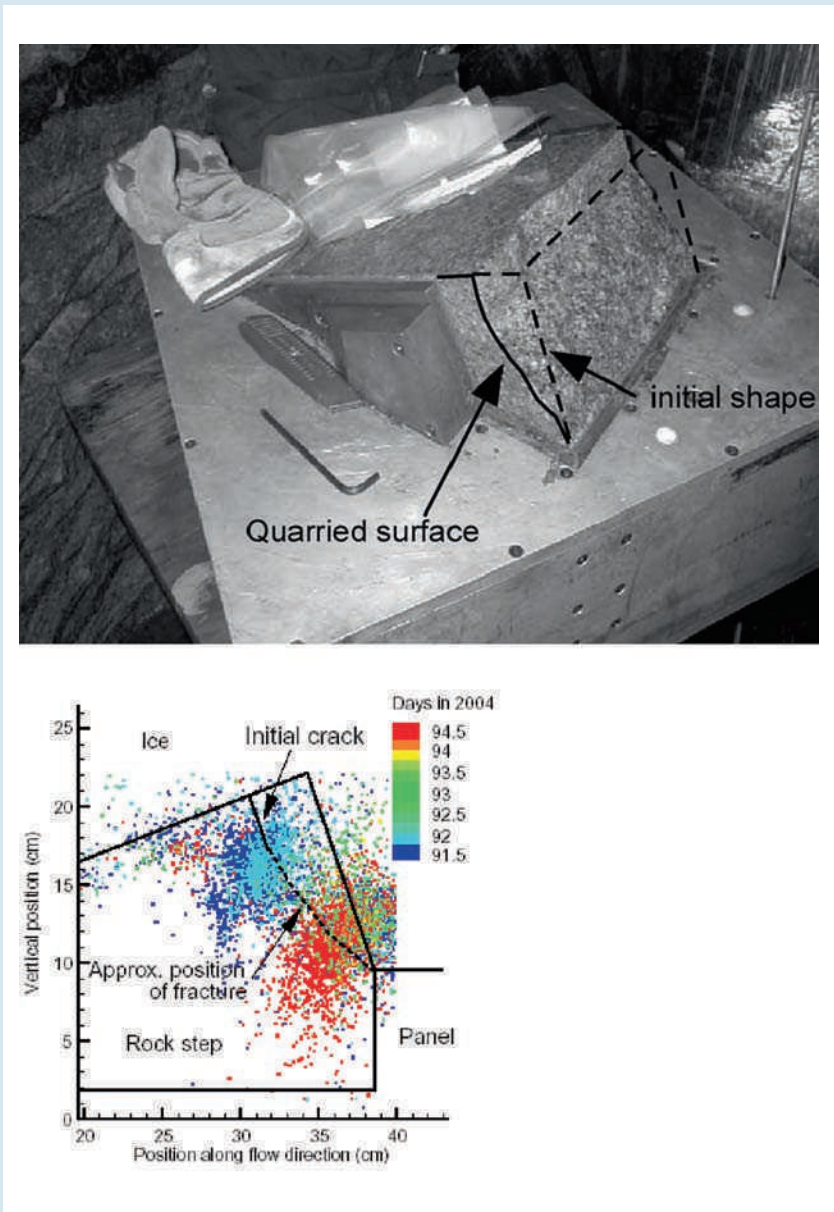 initial shape
Quarried surface
Days in 2004
94.5
94
93.5
93
92.5
92
91.5
Ice
Initial crack
25
20
15
10
5
0
Vertical position (cm)
Approx. position
of fracture
Rock step
Panel
20
25
30
35
40
Position along flow direction (cm)